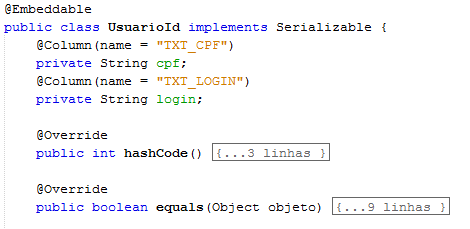 @Embeddable
public class UsuarioId implements Serializable {
@Column(name = "TXT_CPF")
private String cpf;
@Column(name = "TXT_LOGIN")
private String login;
@Override
public int hashCode() {...3 linhas }
@Override
public boolean equals(Object objeto) {...9 linhas }